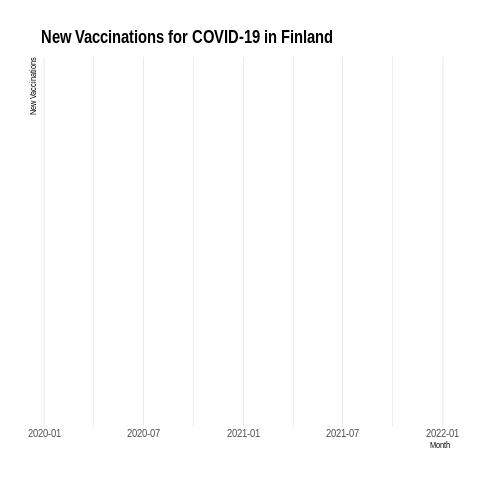 New Vaccinations for COVID-19 in Finland
New Vaccinations
2020-01 2020-07 2021-01 2021-07 2022-01
Month